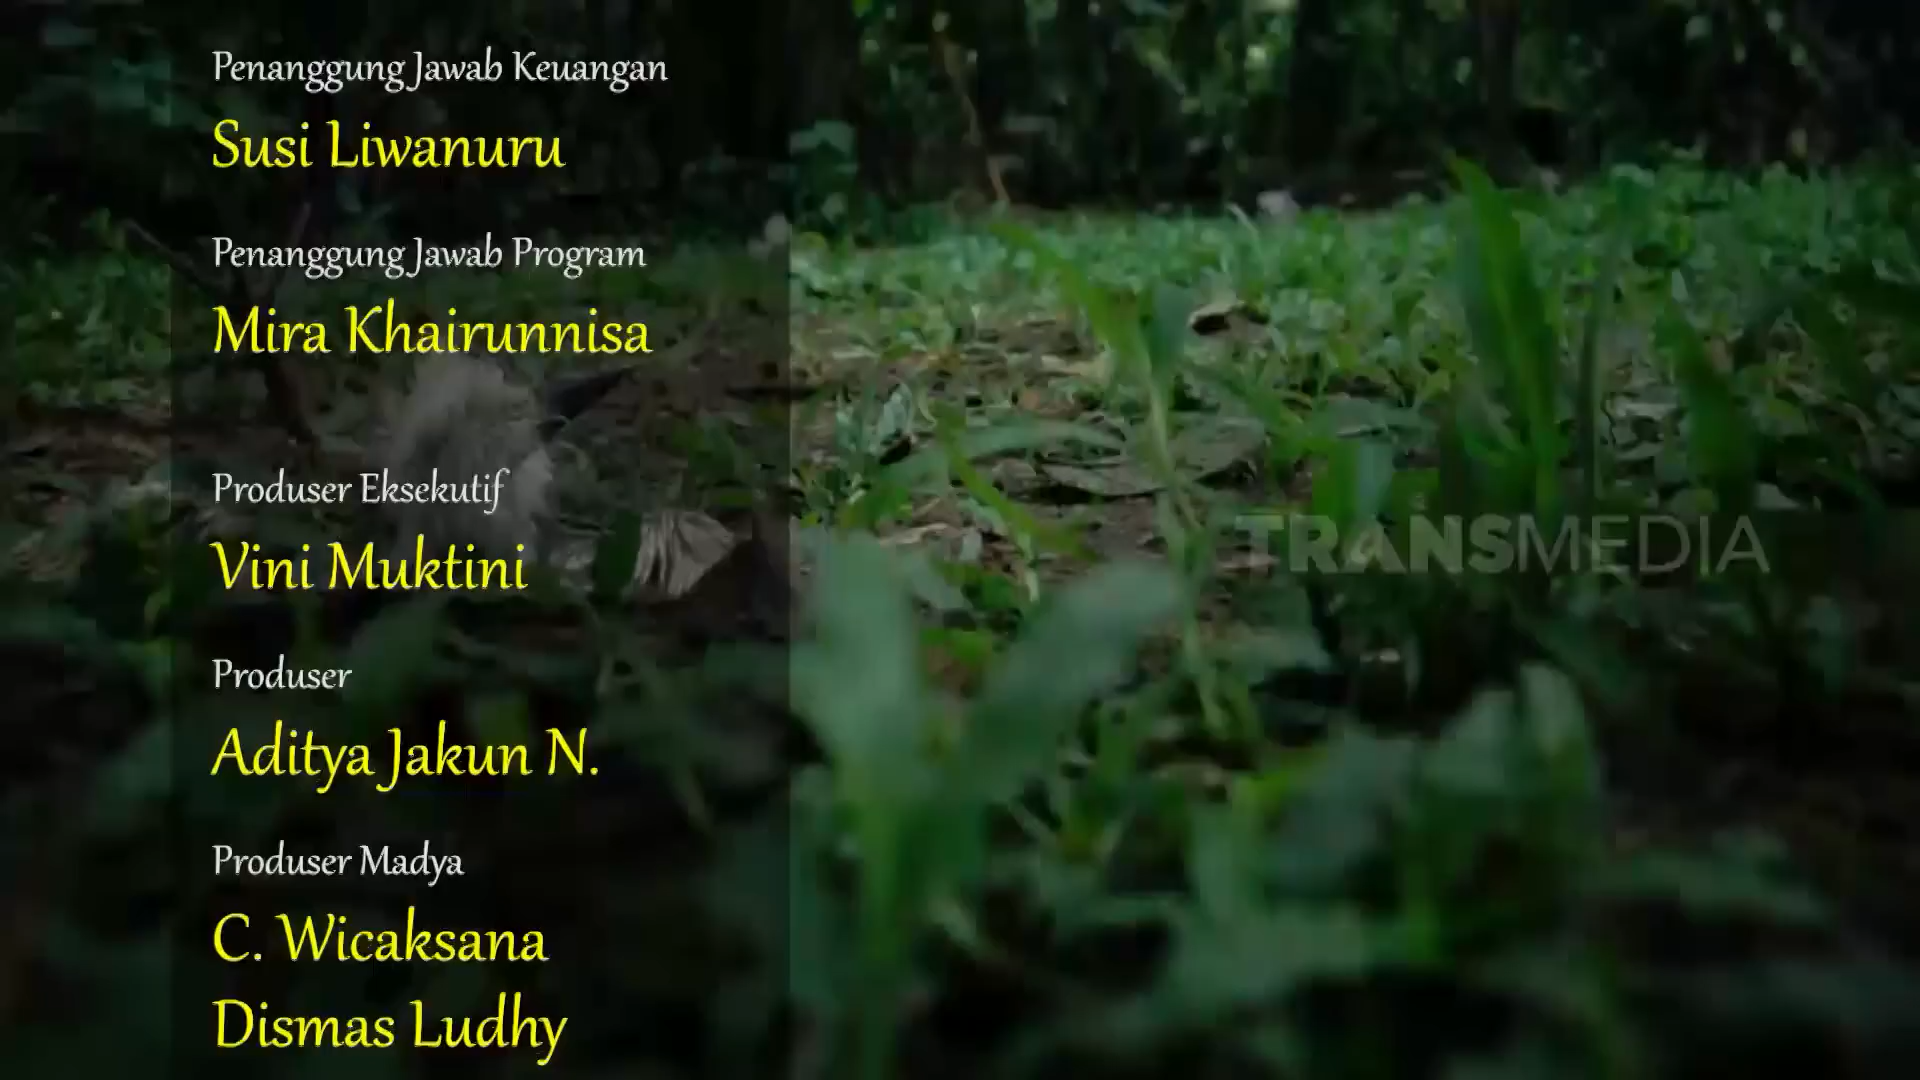 Penanggung Jawab Keuangan
Susi Liwanuru
Penanggung Jawab Program
Mira Khairunnisa
Produser Eksekutif
Vini Muktini
TRANSMEDIA
Produser
Aditya Jakun N.
Produser Madya
C. Wicaksana
Dismas Ludhy